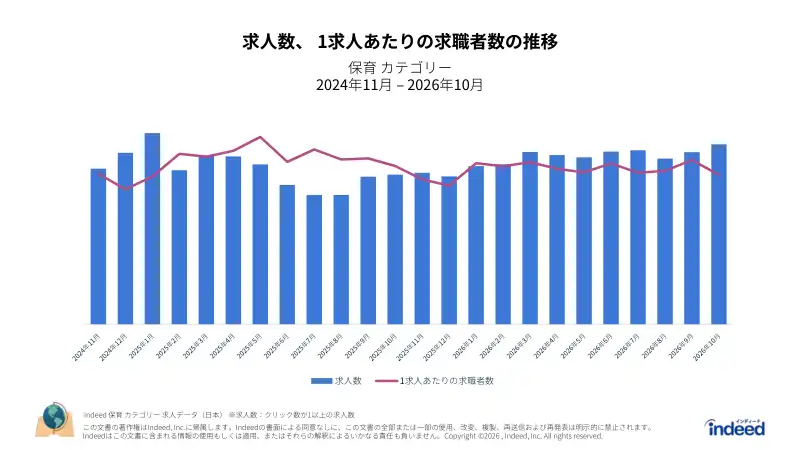 求人数、 1求人あたりの求職者数の推移
保育 カテゴリー
2024年11月 – 2026年10月
2024年11月
2024年12月
2025年1月
2025年2月
2025年3月
2025年4月
2025年5月
2025年6月
2025年7月
2025年8月
2025年9月
2025年10月
2025年11月
2025年12月
2026年1月
2026年2月
2026年3月
2026年4月
2026年5月
2026年6月
2026年7月
2026年8月
2026年9月
2026年10月
求人数
1求人あたりの求職者数
Indeed 保育 カテゴリー 求人データ（日本） ※求人数：クリック数が1以上の求人数
この文書の著作権はIndeed, Inc.に帰属します。Indeedの書面による同意なしに、この文書の全部または一部の使用、改変、複製、再送信および再発表は明示的に禁止されます。
Indeedはこの文書に含まれる情報の使用もしくは適用、またはそれらの解釈によるいかなる責任も負いません。Copyright ©2026 , Indeed, Inc. All rights reserved.
インディード
indeed